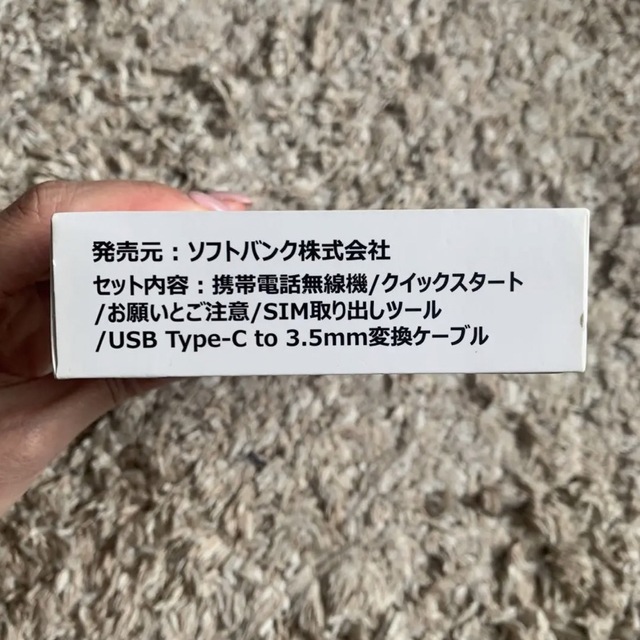 発売元：ソフトバンク株式会社
セット内容：携帯電話無線機/クイックスタート
/お願いとご注意/SIM取り出しツール
/USB Type-C to 3.5mm変換ケーブル